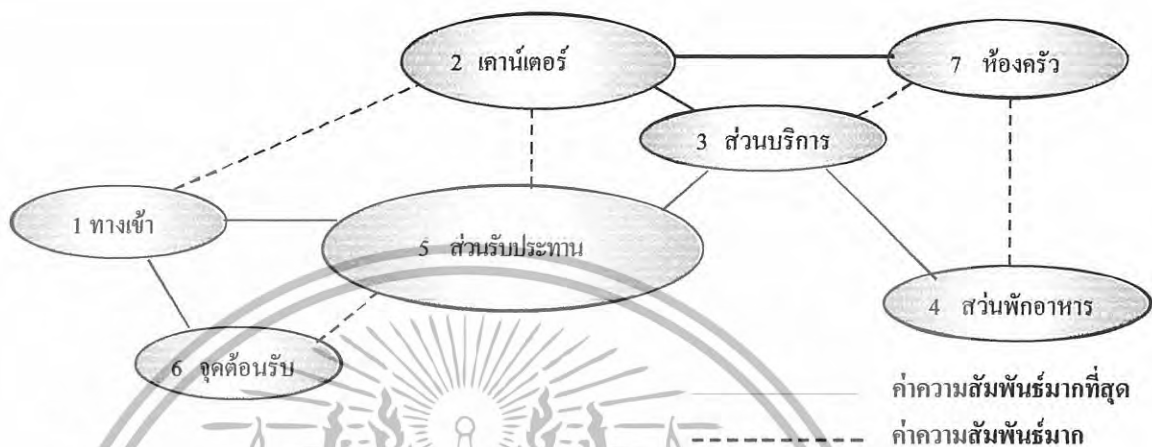 2 เคาน์เตอร์
7 ห้องครัว
3 ส่วนบริการ
1 ทางเข้า
5 ส่วนรับประทาน
4 สว่นพักอาหาร
6 จุดต้อนรับ
ค่าความสัมพันธ์มากที่สุด
ค่าความสัมพันธ์มาก